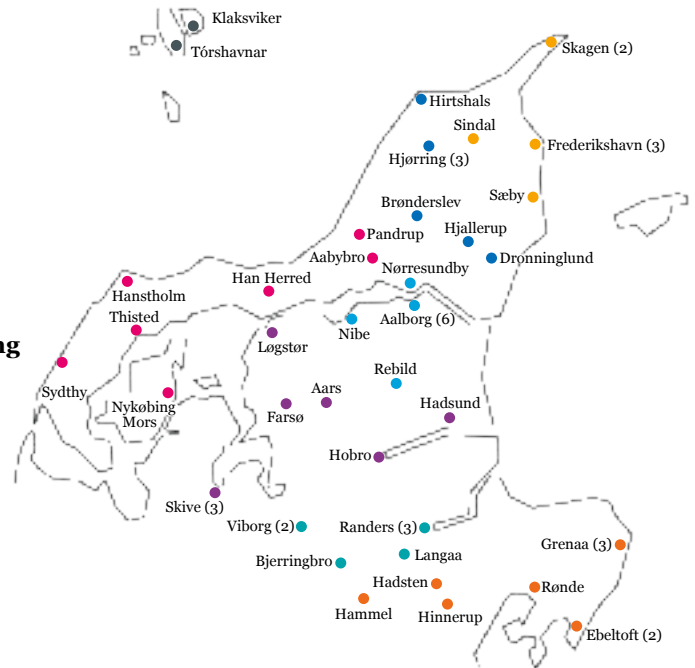 Klaksviker
Tórshavnar
Skagen (2)
Hirtshals
Sindal
Hjørring (3)
Frederikshavn (3)
Sæby
Brønderslev
Pandrup
Hjallerup
Aabybro
Dronninglund
Nørresundby
Han Herred
Hanstholm
Thisted
Aalborg (6)
Nibe
ng
Løgstør
Sydthy
Rebild
Aars
Nykøbing
Mors
Farsø
Hadsund
Hobro
Skive (3)
Viborg (2)
Randers (3)
Grenaa (3)
Bjerringbro
Langaa
Hadsten
Rønde
Hammel
Hinnerup
Ebeltoft (2)